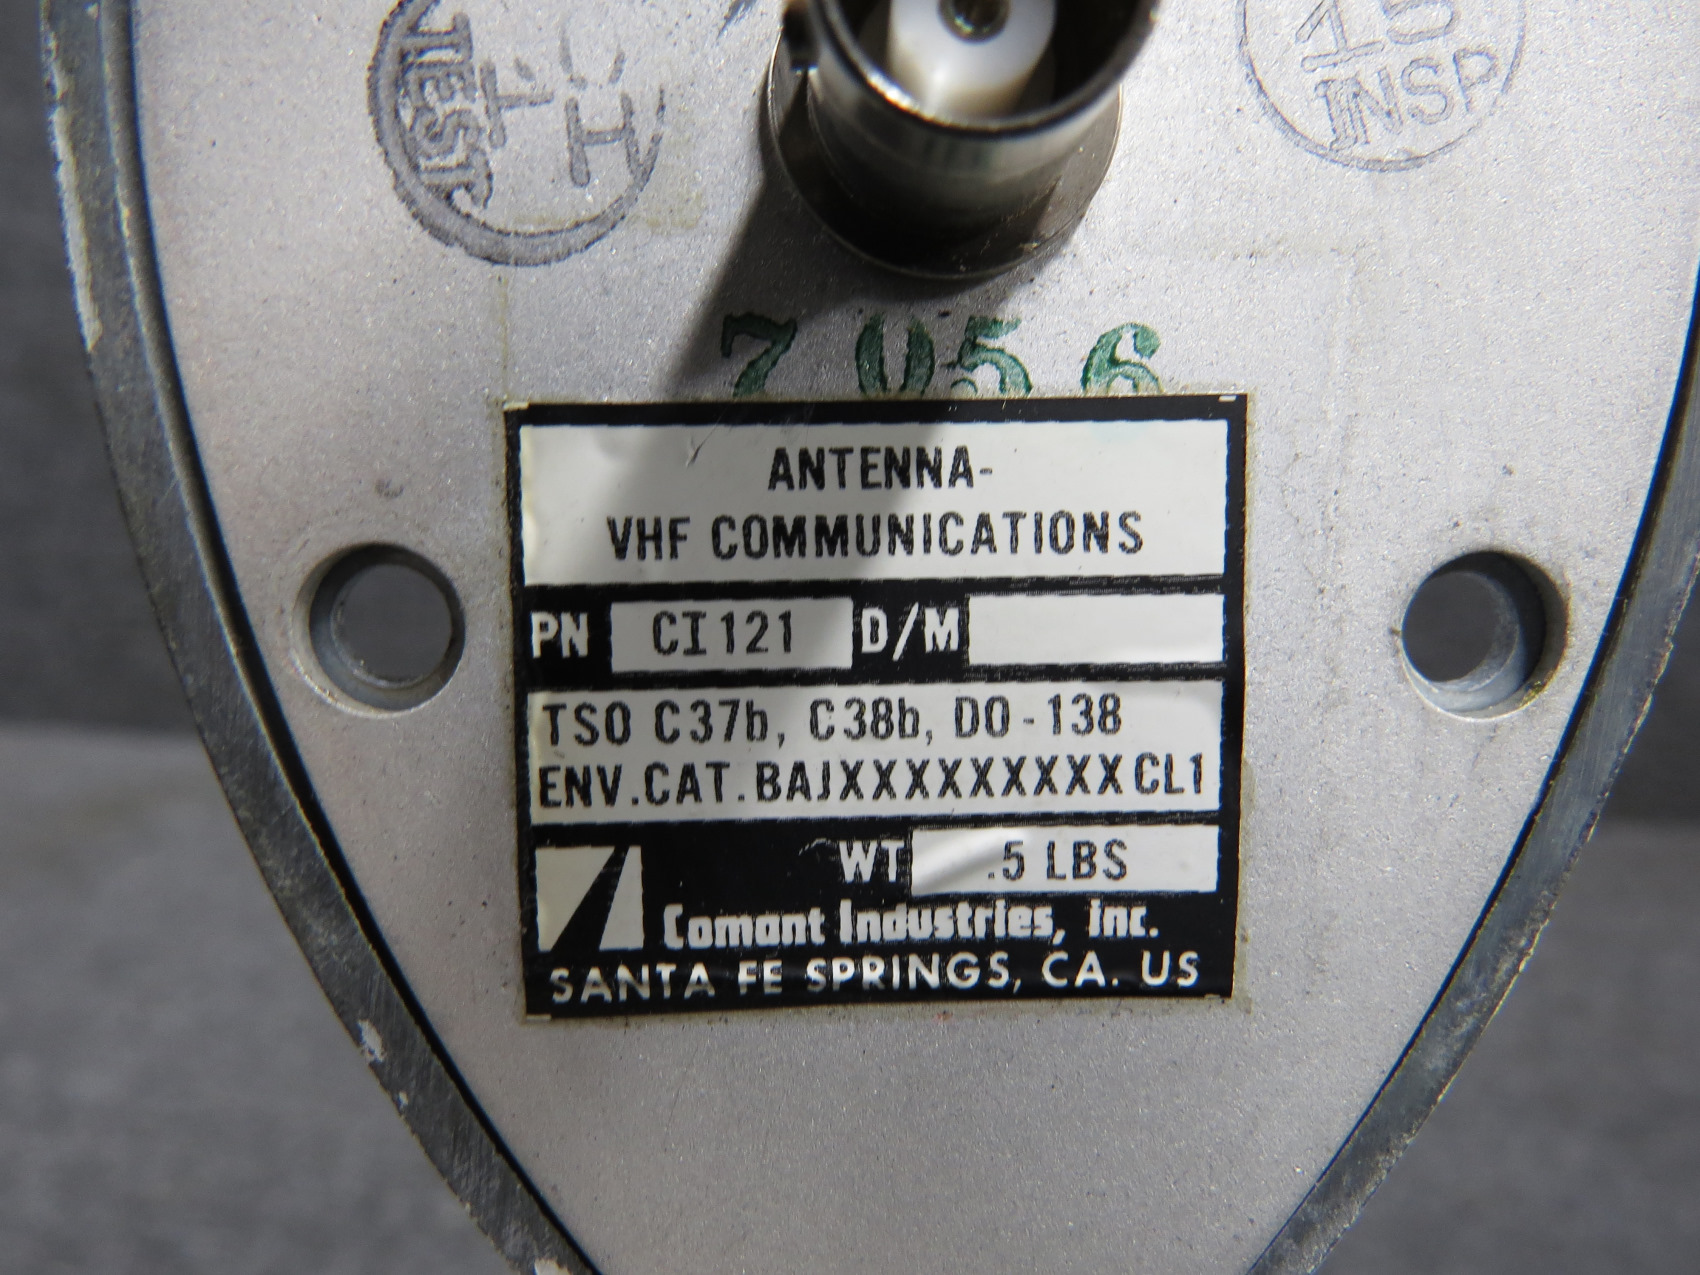 TEST
H
15
INSP
7056
ANTENNA-
VHF COMMUNICATIONS
PN CI121 D/M
TSO C37b, C38b, DO-138
ENV.CAT.BAJXXXXXXXXXCL1
WT .5 LBS
Comant Industries, inc.
SANTA FE SPRINGS, CA. US